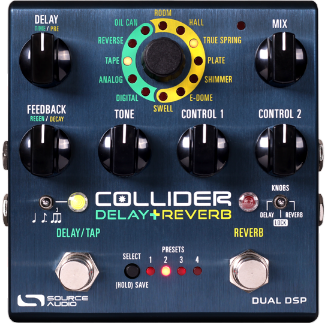 DELAY
TIME / PRE
OIL CAN
ROOM
HALL
MIX
REVERSE
TRUE SPRING
TAPE
PLATE
ANALOG
SHIMMER
DIGITAL
SWELL
E-DOME
FEEDBACK
REGEN / DECAY
TONE
CONTROL 1
CONTROL 2
COLLIDER
DELAY+REVERB
KNOBS
DELAY
REVERB
DELAY/TAP
PRESETS
REVERB
SELECT
1 2 3 4
(HOLD) SAVE
SOURCE
AUDIO
DUAL DSP